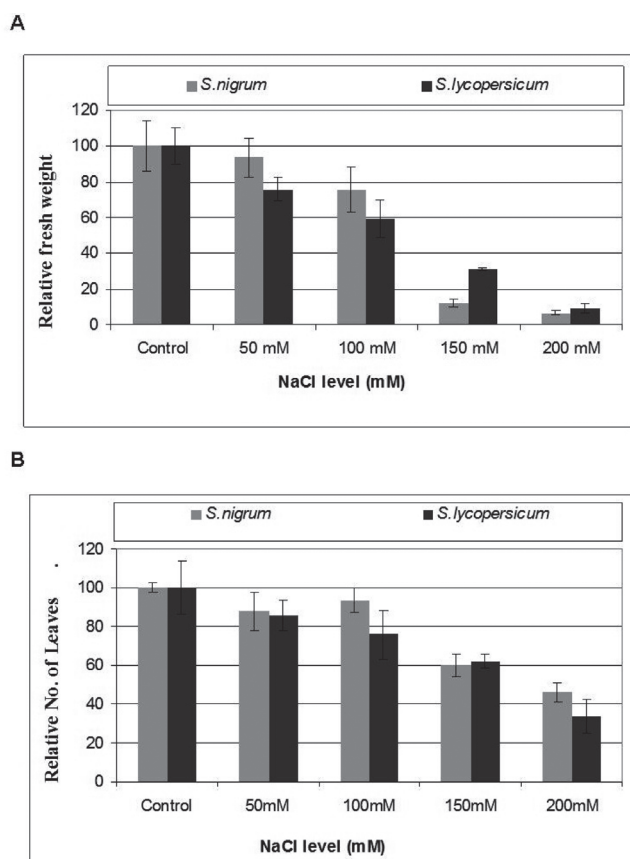 A
S.nigrum S.lycopersicum
120
100
80
60
40
20
0
Relative fresh weight
Control 50 mM 100 mM 150 mM 200 mM
NaCl level (mM)
B
S.nigrum S.lycopersicum
120
100
80
60
40
20
0
Relative No. of Leaves
Control 50mM 100mM 150mM 200mM
NaCl level (mM)